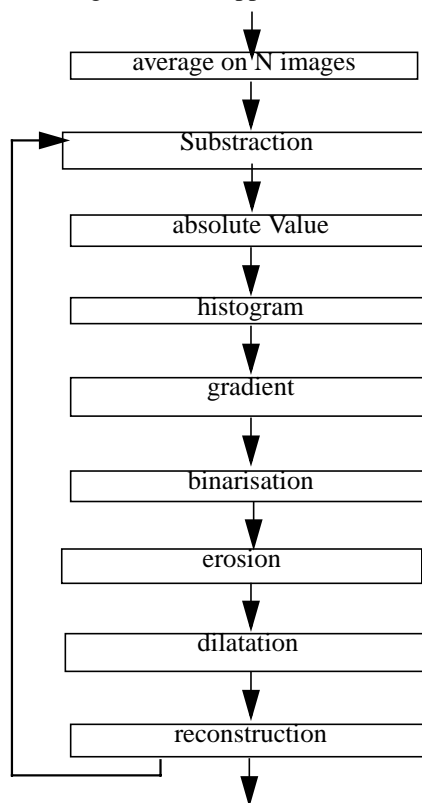 average on N images
Substraction
absolute Value
histogram
gradient
binarisation
erosion
dilatation
reconstruction